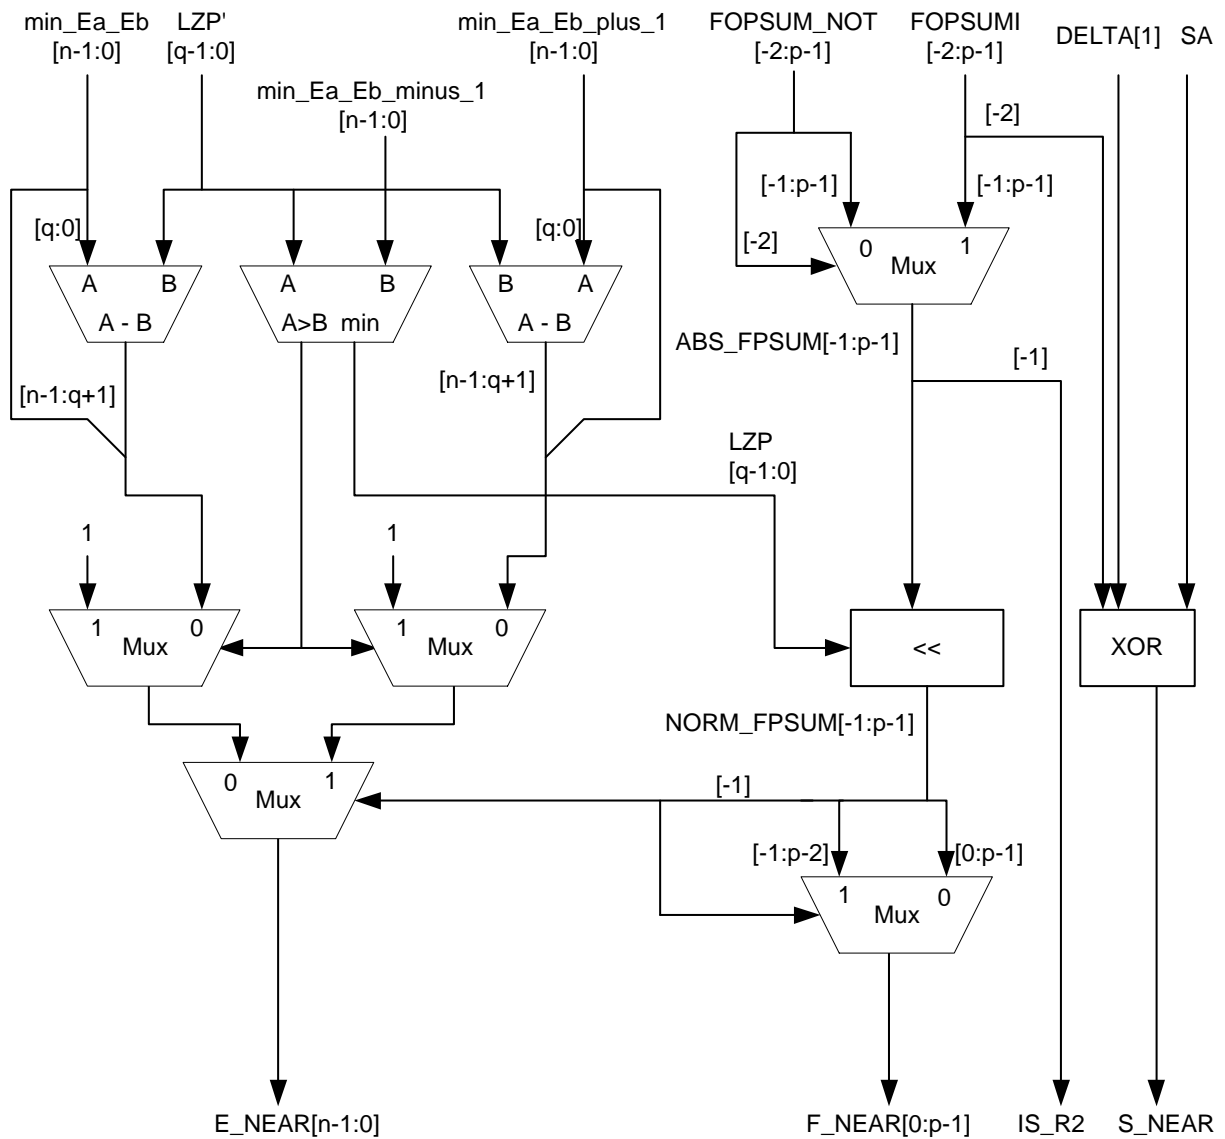 min_Ea_Eb
[n-1:0]
LZP'
[q-1:0]
min_Ea_Eb_plus_1
[n-1:0]
FOPSUM_NOT
[-2:p-1]
FOPSUMI
[-2:p-1]
DELTA[1]
SA
min_Ea_Eb_minus_1
[n-1:0]
[-2]
[-1:p-1]
[-1:p-1]
[q:0]
[q:0]
[-2]
0
1
Mux
A
B
A - B
A
B
A>B
min
B
A
A - B
ABS_FPSUM[-1:p-1]
[-1]
[n-1:q+1]
[n-1:q+1]
LZP
[q-1:0]
1
1
1
0
Mux
1
0
Mux
<<
XOR
NORM_FPSUM[-1:p-1]
0
1
Mux
[-1]
[-1:p-2]
[0:p-1]
1
0
Mux
E_NEAR[n-1:0]
F_NEAR[0:p-1]
IS_R2
S_NEAR